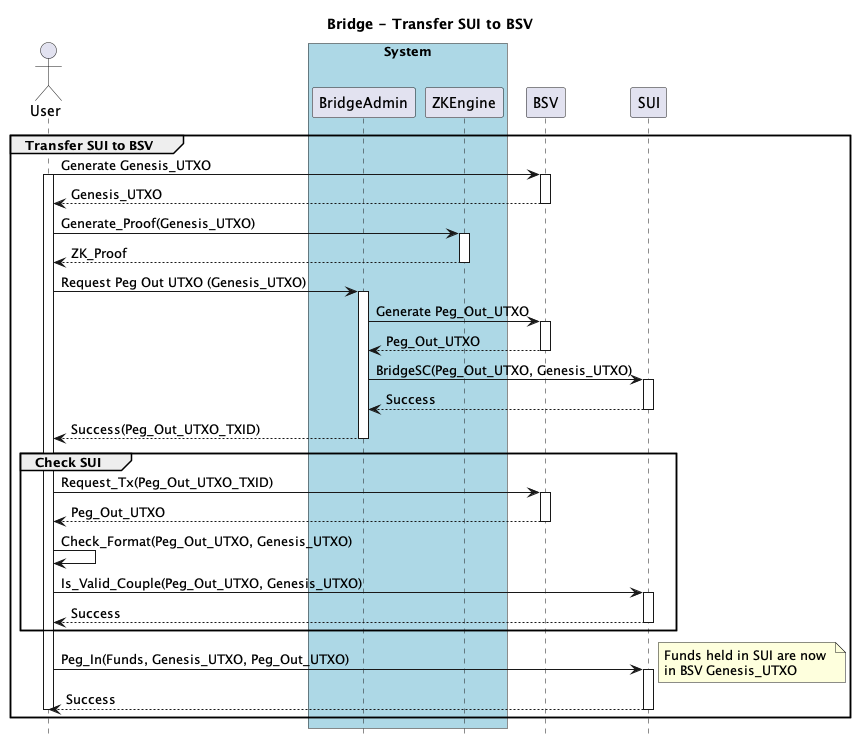 Bridge - Transfer SUI to BSV
System
User
BridgeAdmin
ZKEngine
BSV
SUI
Transfer SUI to BSV
Generate Genesis_UTXO
Genesis_UTXO
Generate_Proof(Genesis_UTXO)
ZK_Proof
Request Peg Out UTXO (Genesis_UTXO)
Generate Peg_Out_UTXO
Peg_Out_UTXO
BridgeSC(Peg_Out_UTXO, Genesis_UTXO)
Success
Success(Peg_Out_UTXO_TXID)
Check SUI
Request_Tx(Peg_Out_UTXO_TXID)
Peg_Out_UTXO
Check_Format(Peg_Out_UTXO, Genesis_UTXO)
Is_Valid_Couple(Peg_Out_UTXO, Genesis_UTXO)
Success
Peg_In(Funds, Genesis_UTXO, Peg_Out_UTXO)
Funds held in SUI are now
in BSV Genesis_UTXO
Success